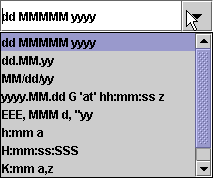 dd MMMMM yyyy
dd MMMMM yyyy
dd.MM.yy
MM/dd/yy
yyyy.MM.dd G 'at' hh:mm:ss z
EEE, MMM d, ''yy
h:mm a
H:mm:ss:SSS
K:mm a,z